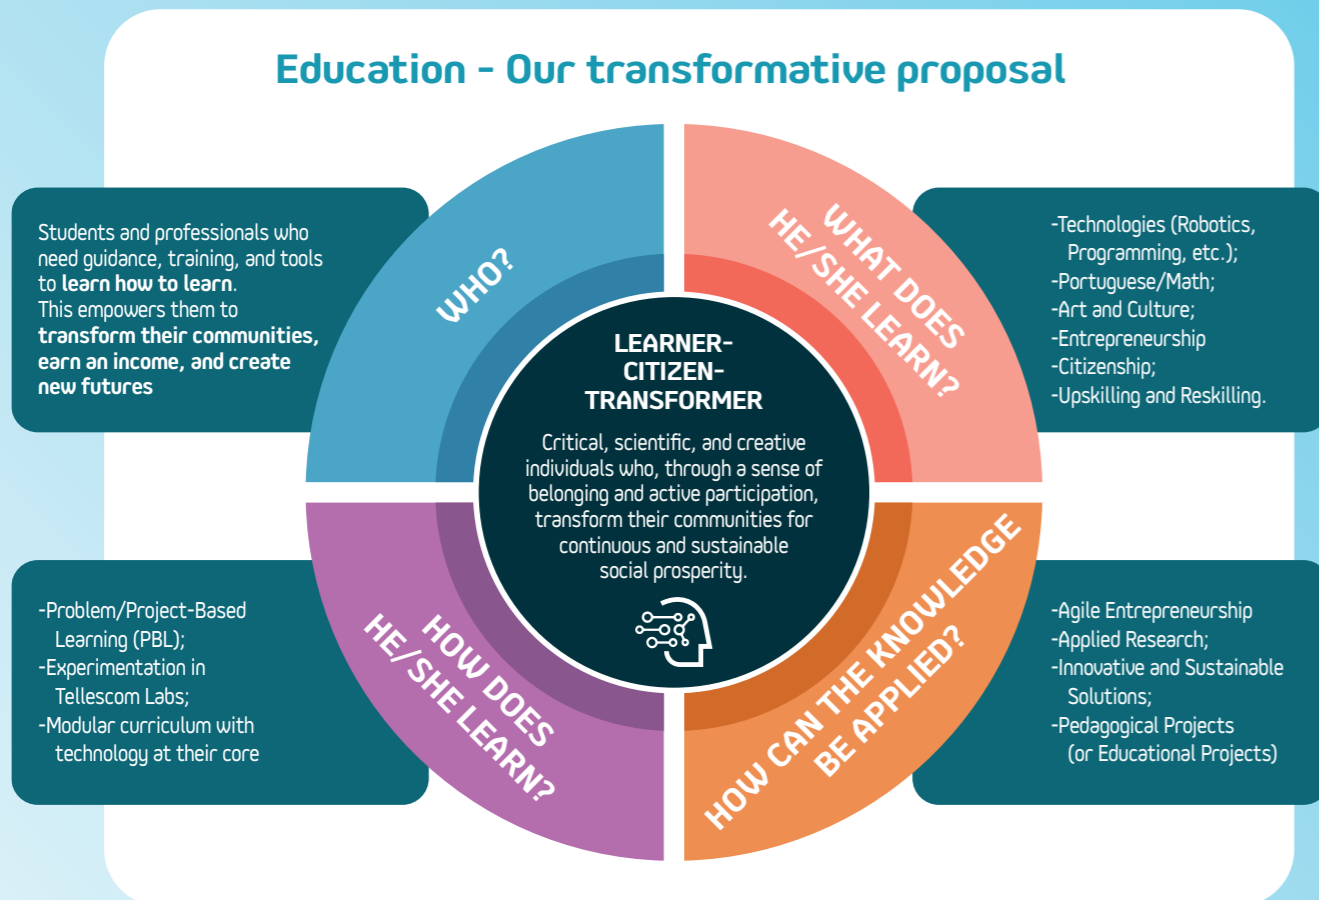 Education - Our transformative proposal
WHO?
Students and professionals who
need guidance, training, and tools
to learn how to learn.
This empowers them to
transform their communities,
earn an income, and create
new futures
WHAT DOES
HE/SHE LEARN?
-Technologies (Robotics,
Programming, etc.);
-Portuguese/Math;
-Art and Culture;
-Entrepreneurship
-Citizenship;
-Upskilling and Reskilling.
LEARNER-
CITIZEN-
TRANSFORMER
Critical, scientific, and creative
individuals who, through a sense of
belonging and active participation,
transform their communities for
continuous and sustainable
social prosperity.
HOW DOES
HE/SHE LEARN?
-Problem/Project-Based
Learning (PBL);
-Experimentation in
Tellescom Labs;
-Modular curriculum with
technology at their core
HOW CAN THE KNOWLEDGE
BE APPLIED?
-Agile Entrepreneurship
-Applied Research;
-Innovative and Sustainable
Solutions;
-Pedagogical Projects
(or Educational Projects)